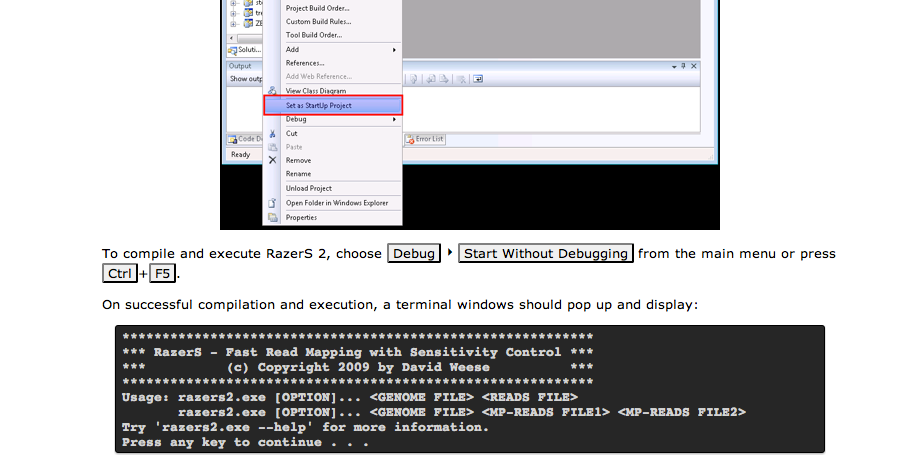 Project Build Order...
Custom Build Rules...
Tool Build Order...
Add
Soluti...
References...
Output
Add Web Reference...
Show outp
View Class Diagram
Set as StartUp Project
Debug
Cut
Code De
Error List
Paste
Ready
Remove
Rename
Unload Project
Open Folder in Windows Explorer
Properties
To compile and execute RazerS 2, choose Debug ‣ Start Without Debugging from the main menu or press
Ctrl+F5.
On successful compilation and execution, a terminal windows should pop up and display:
***********************************************************
*** RazerS - Fast Read Mapping with Sensitivity Control ***
***          (c) Copyright 2009 by David Weese          ***
***********************************************************
Usage: razers2.exe [OPTION]... <GENOME FILE> <READS FILE>
       razers2.exe [OPTION]... <GENOME FILE> <MP-READS FILE1> <MP-READS FILE2>
Try 'razers2.exe --help' for more information.
Press any key to continue . . .